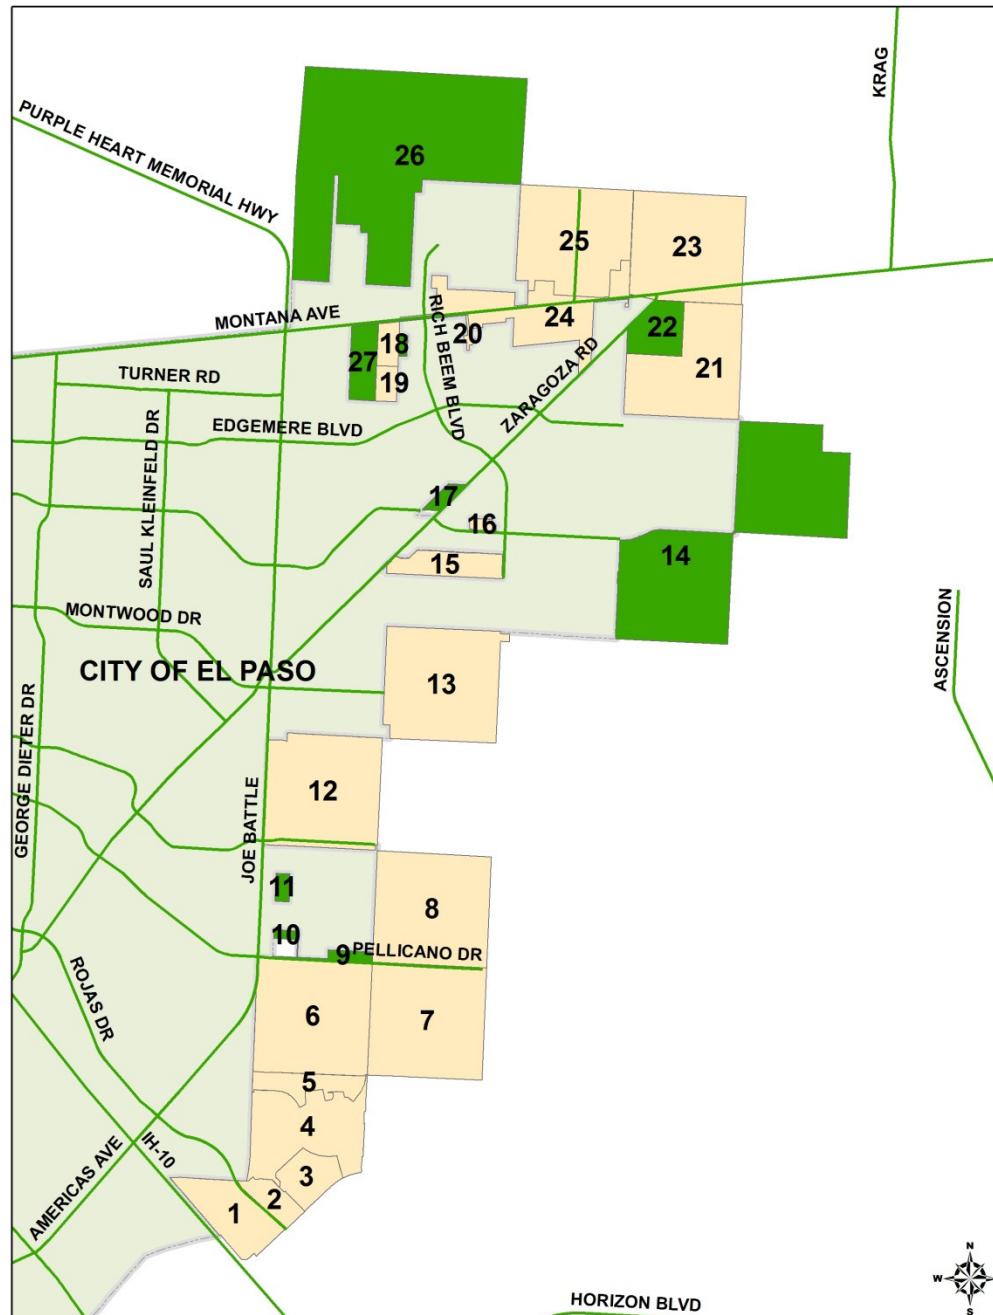 KRAG
PURPLE HEART MEMORIAL HWY
26
25
23
MONTANA AVE
RICH BEEM BLVD
24
22
20
18
27
19
21
TURNER RD
ZARAGOZA RD
EDGEMERE BLVD
SAUL KLEINFELD DR
17
16
15
14
MONTWOOD DR
ASCENSION
CITY OF EL PASO
13
GEORGE DIETER DR
12
JOE BATTLE
11
8
10
9
PELLICANO DR
ROJAS DR
6
7
5
4
AMERICAS AVE
IH-10
3
2
1
N
W
E
S
HORIZON BLVD